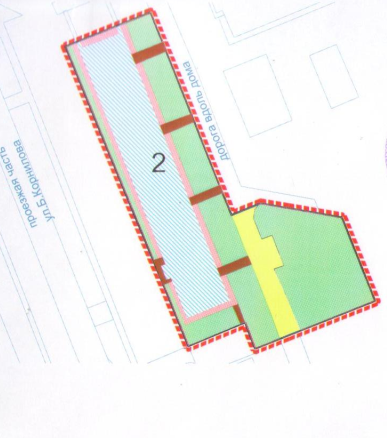 дорога вдоль дома
2
проезжая часть
ул.Б.Корнилова